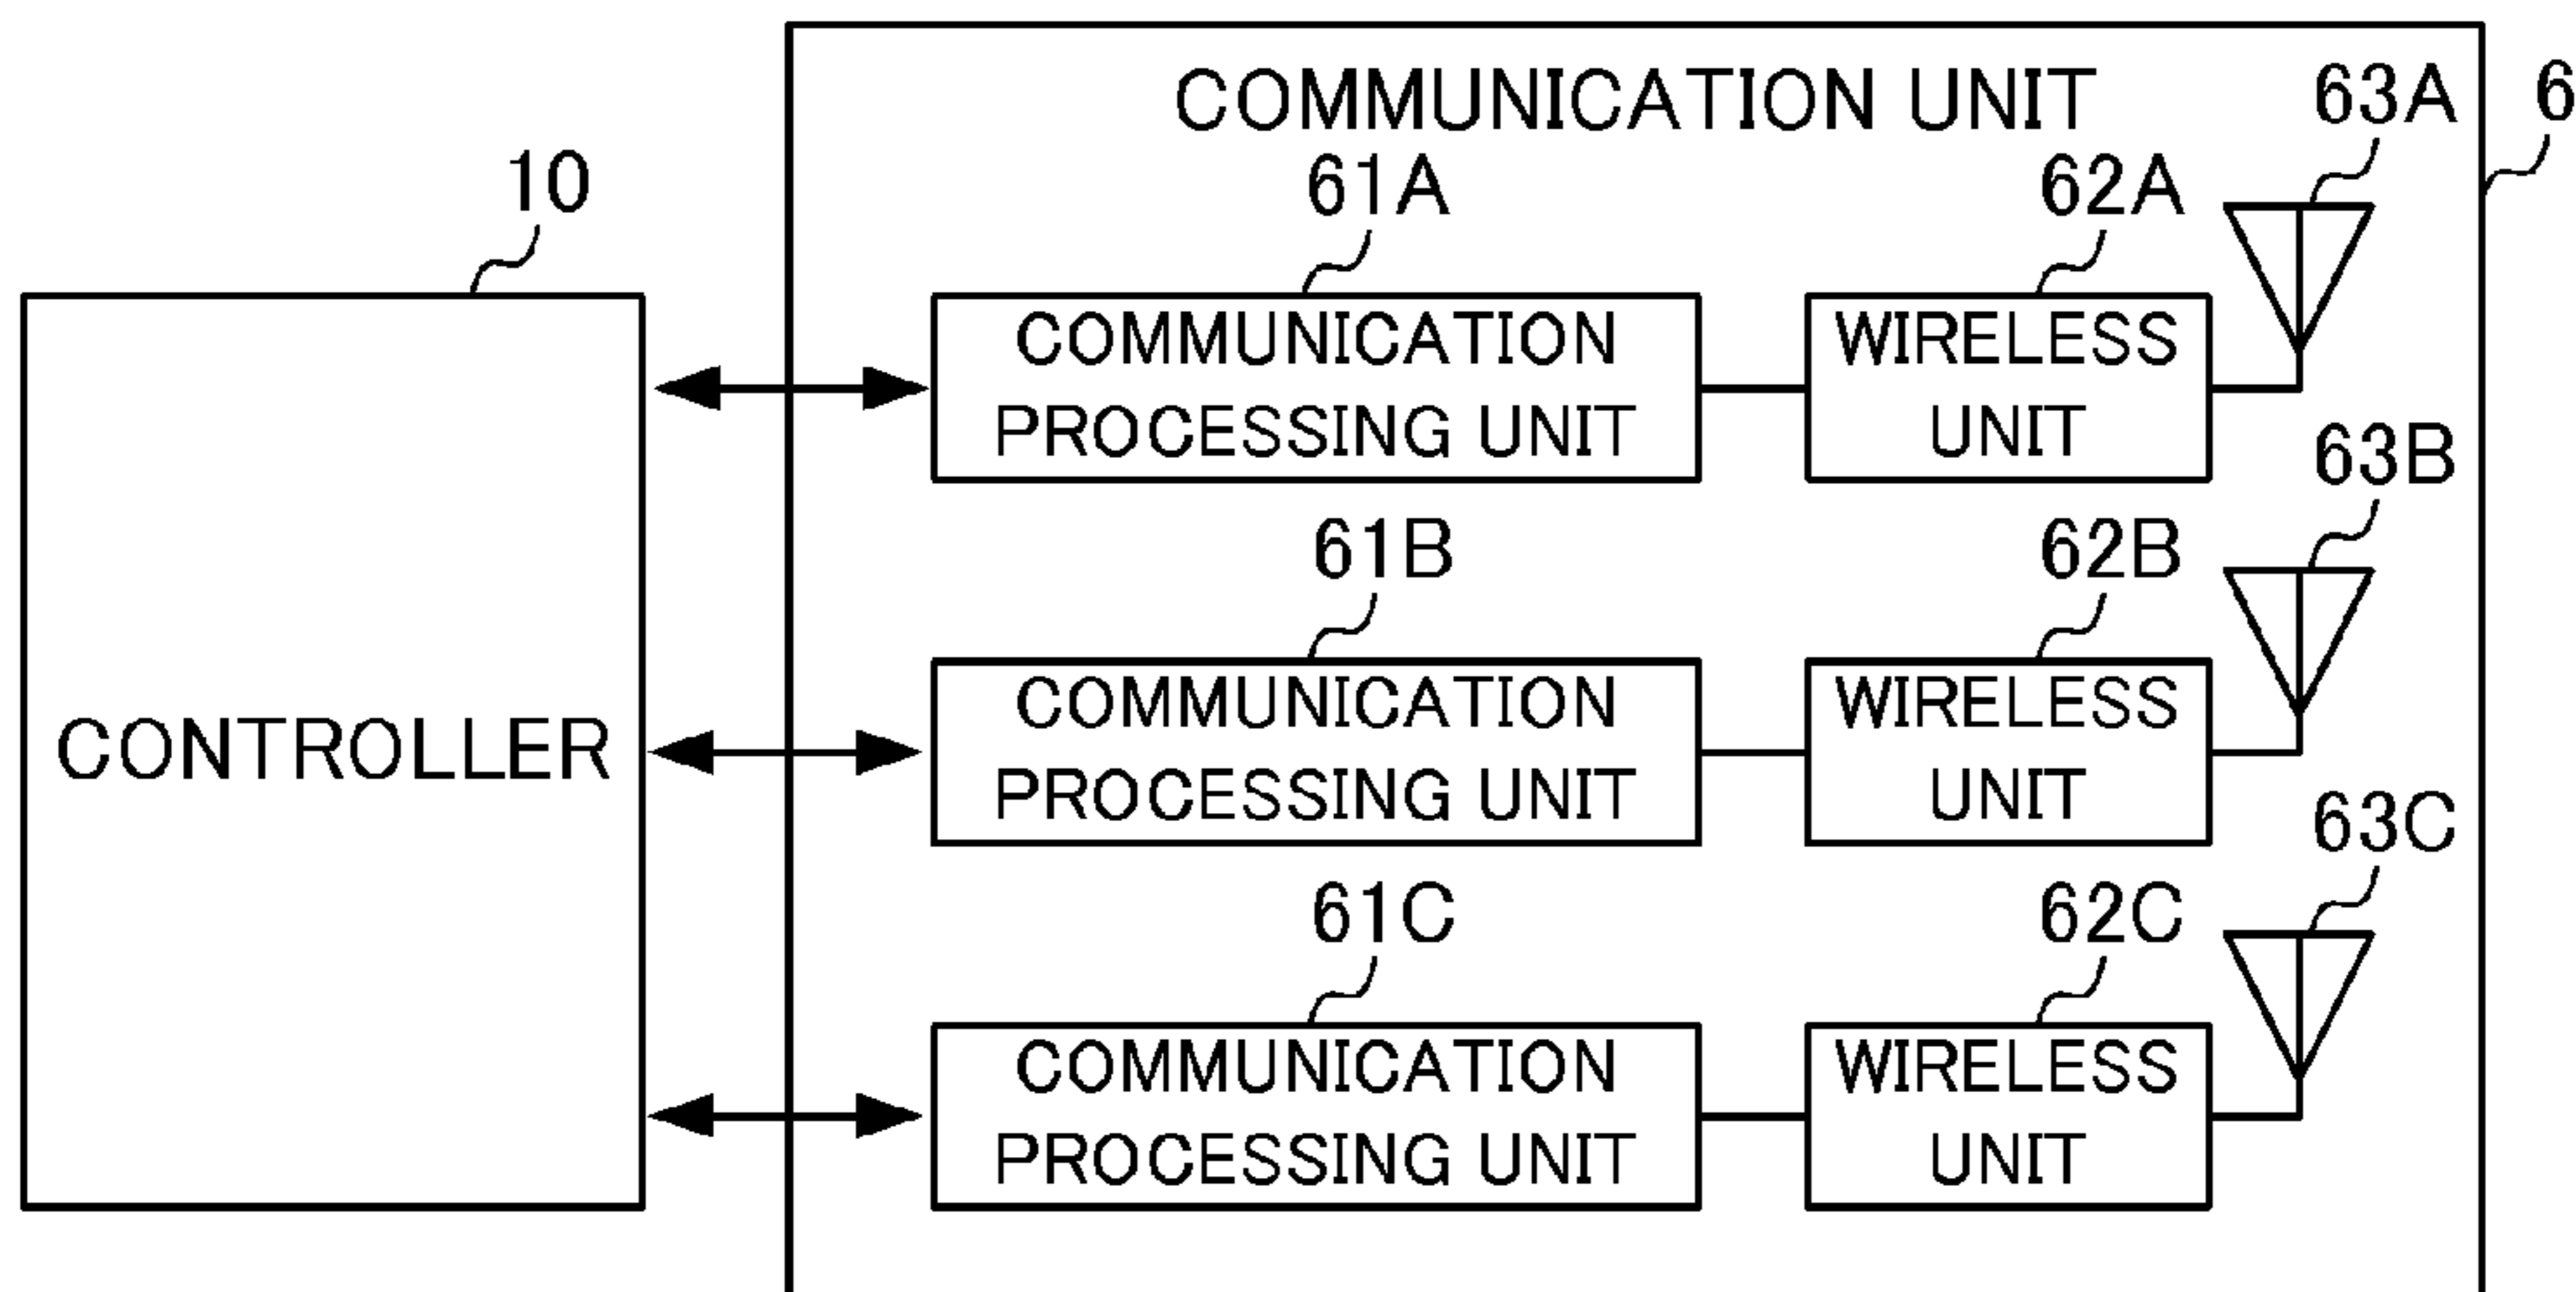 COMMUNICATION UNIT
6
10
61A
62A
63A
COMMUNICATION
PROCESSING UNIT
WIRELESS
UNIT
61B
62B
63B
CONTROLLER
COMMUNICATION
PROCESSING UNIT
WIRELESS
UNIT
61C
62C
63C
COMMUNICATION
PROCESSING UNIT
WIRELESS
UNIT